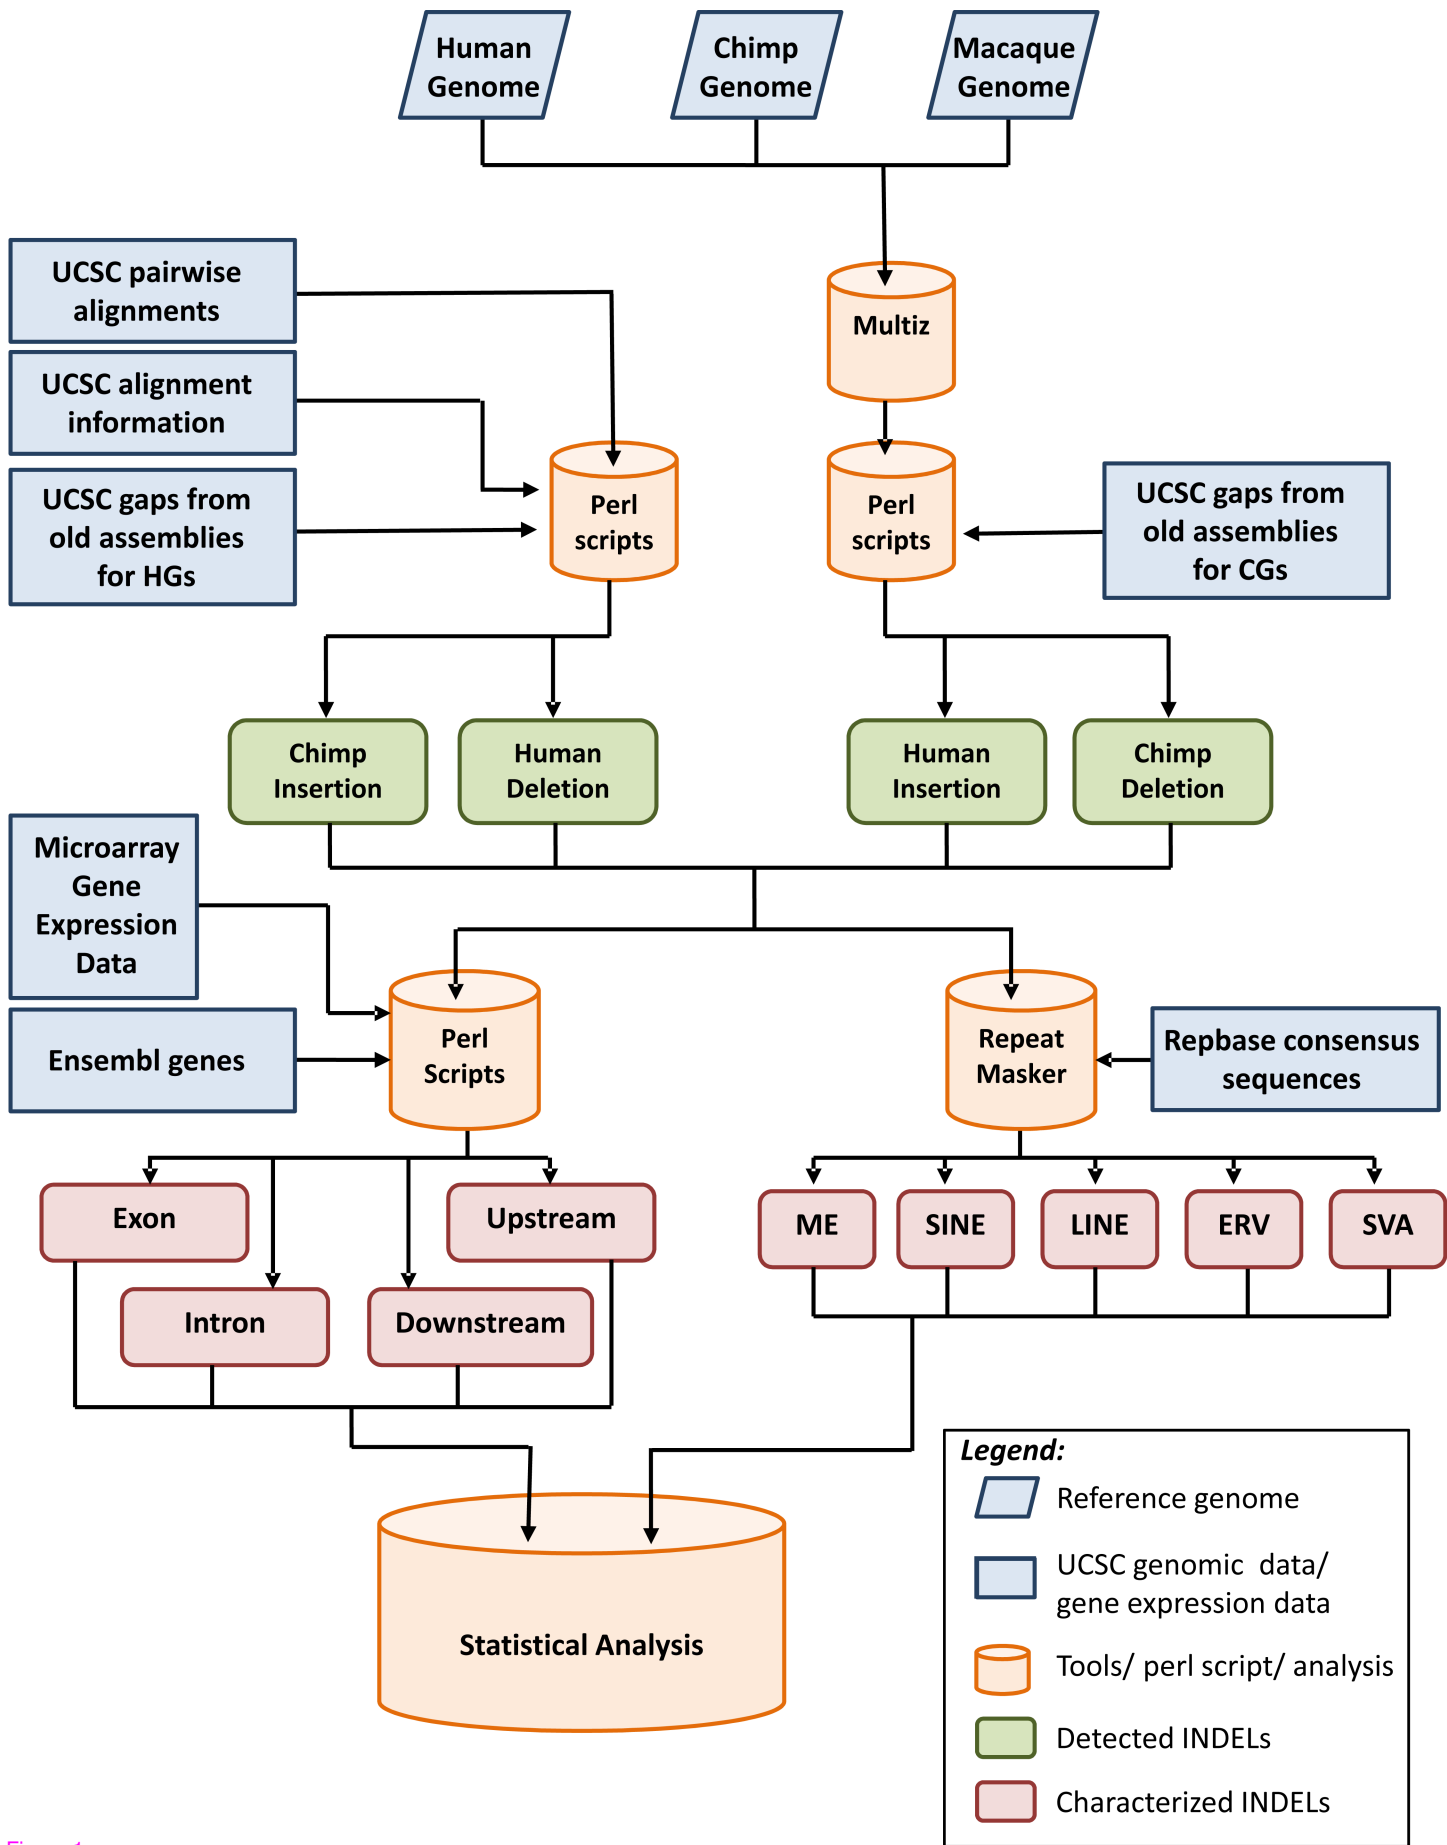 Human
Genome
Chimp
Genome
Macaque
Genome
UCSC pairwise
alignments
Multiz
UCSC alignment
information
UCSC gaps from
old assemblies
for HGs
Perl
scripts
Perl
scripts
UCSC gaps from
old assemblies
for CGs
Chimp
Insertion
Human
Deletion
Human
Insertion
Chimp
Deletion
Microarray
Gene
Expression
Data
Ensembl genes
Perl
Scripts
Repeat
Masker
Repbase consensus
sequences
Exon
Upstream
Intron
Downstream
ME
SINE
LINE
ERV
SVA
Statistical Analysis
Legend:
Reference genome
UCSC genomic data/
gene expression data
Tools/ perl script/ analysis
Detected INDELs
Characterized INDELs